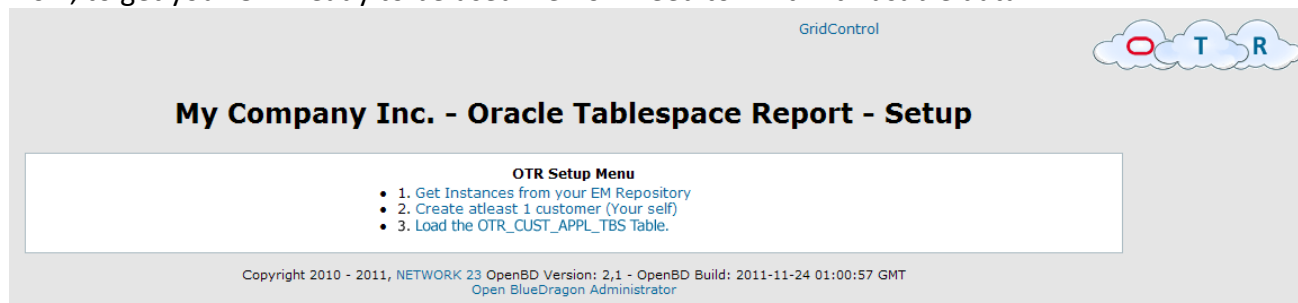 GridControl
O T R
My Company Inc. - Oracle Tablespace Report - Setup
OTR Setup Menu
• 1. Get Instances from your EM Repository
• 2. Create atleast 1 customer (Your self)
• 3. Load the OTR_CUST_APPL_TBS Table.
Copyright 2010 - 2011, NETWORK 23 OpenBD Version: 2,1 - OpenBD Build: 2011-11-24 01:00:57 GMT
Open BlueDragon Administrator